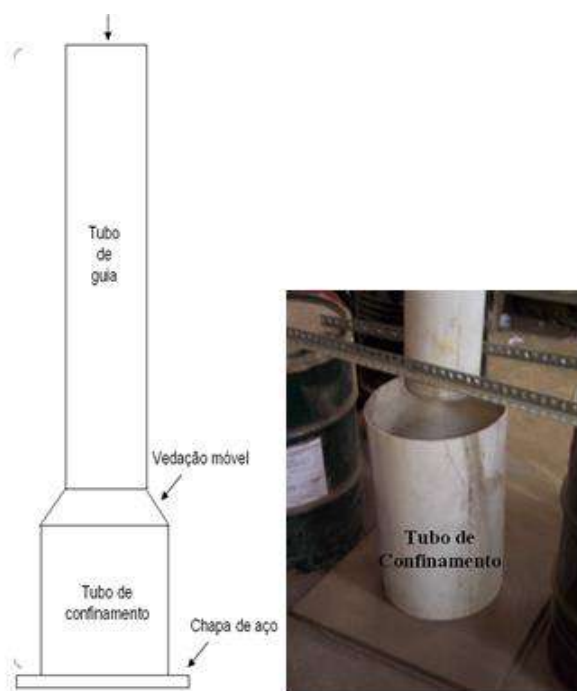 Tubo
de
guia
Vedação móvel
Tubo de
confinamento
Chapa de aço
Tubo de
Confinamento